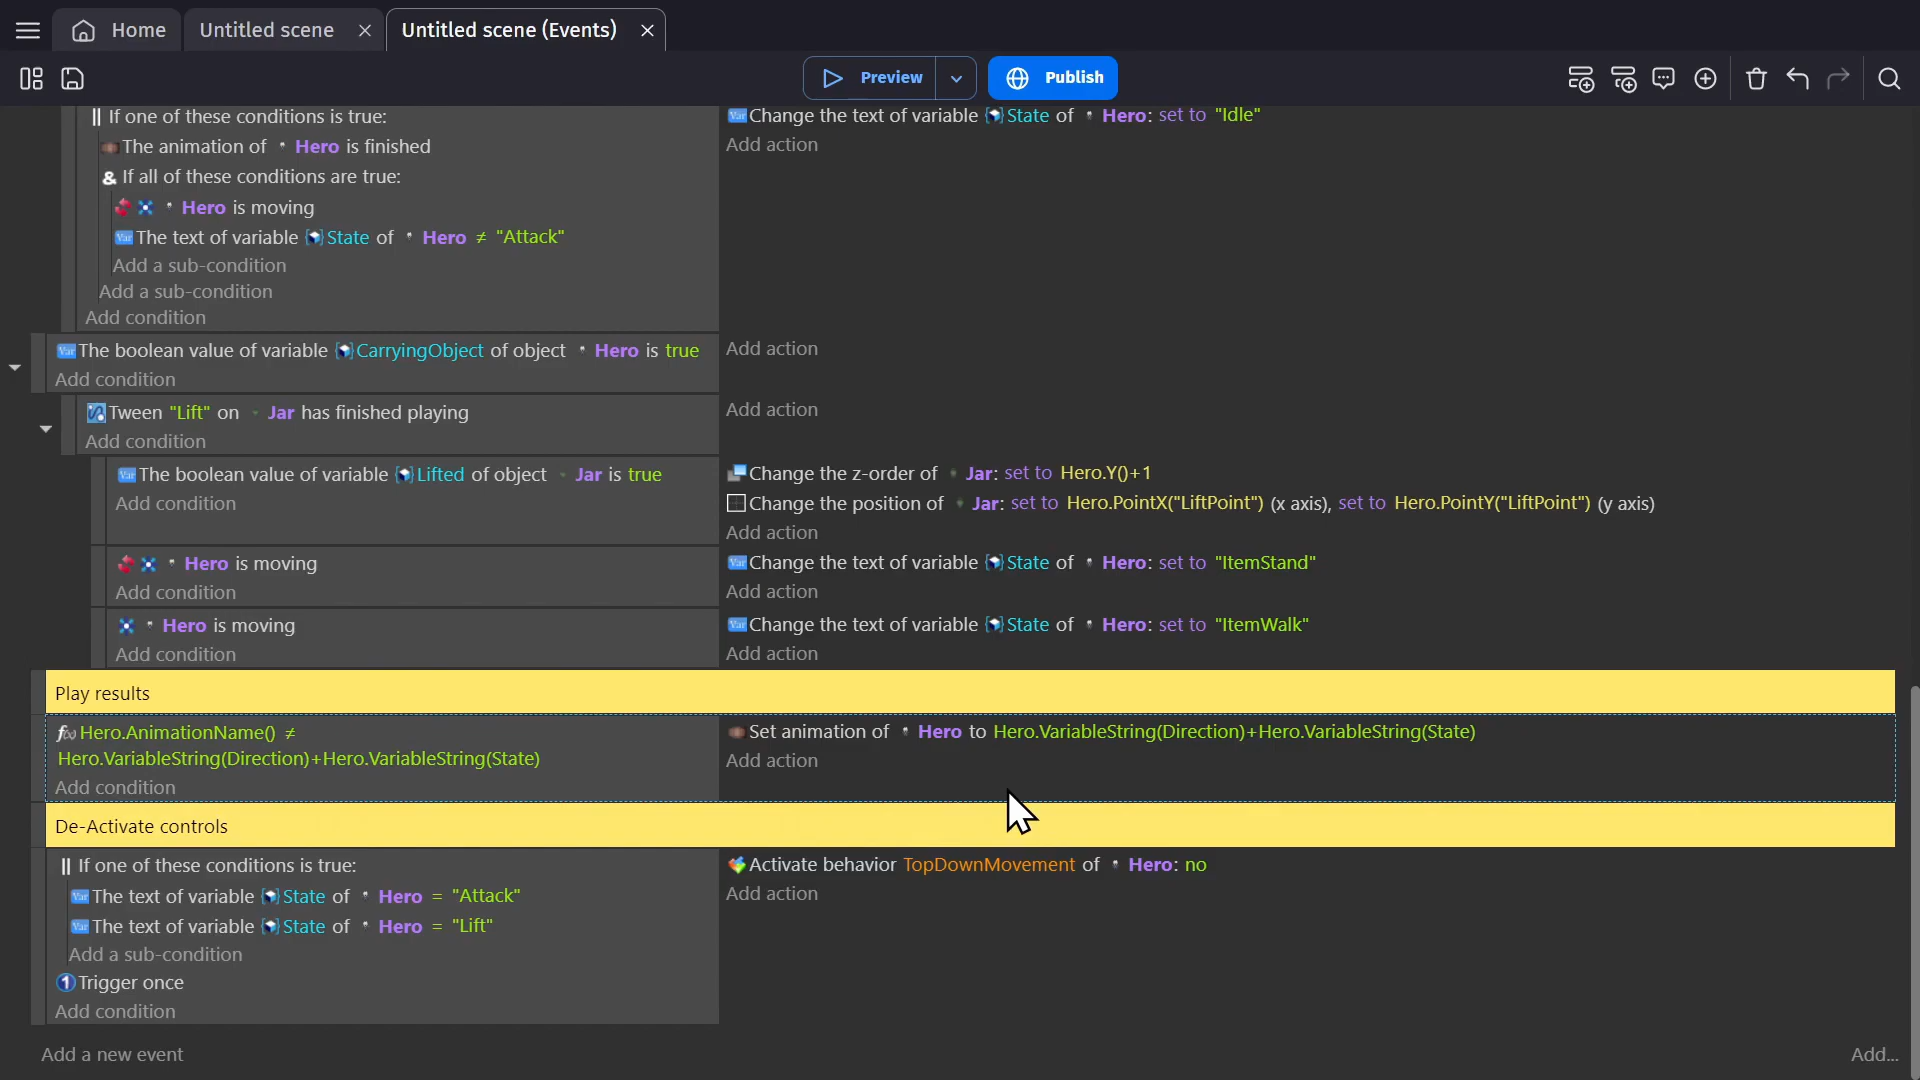 Home
Untitled scene
Untitled scene (Events)
Preview
Publish
|| If one of these conditions is true:
Change the text of variable State of Hero: set to "Idle"
The animation of Hero is finished
Add action
& If all of these conditions are true:
Hero is moving
The text of variable State of Hero ≠ "Attack"
Add a sub-condition
Add a sub-condition
Add condition
The boolean value of variable CarryingObject of object Hero is true
Add action
Add condition
Tween "Lift" on Jar has finished playing
Add action
Add condition
The boolean value of variable Lifted of object Jar is true
Change the z-order of Jar: set to Hero.Y()+1
Add condition
Change the position of Jar: set to Hero.PointX("LiftPoint") (x axis), set to Hero.PointY("LiftPoint") (y axis)
Add action
Hero is moving
Change the text of variable State of Hero: set to "ItemStand"
Add condition
Add action
Hero is moving
Change the text of variable State of Hero: set to "ItemWalk"
Add condition
Add action
Play results
Hero.AnimationName() ≠
Hero.VariableString(Direction)+Hero.VariableString(State)
Set animation of Hero to Hero.VariableString(Direction)+Hero.VariableString(State)
Add action
Add condition
De-Activate controls
|| If one of these conditions is true:
Activate behavior TopDownMovement of Hero: no
The text of variable State of Hero = "Attack"
Add action
The text of variable State of Hero = "Lift"
Add a sub-condition
Trigger once
Add condition
Add a new event
Add...